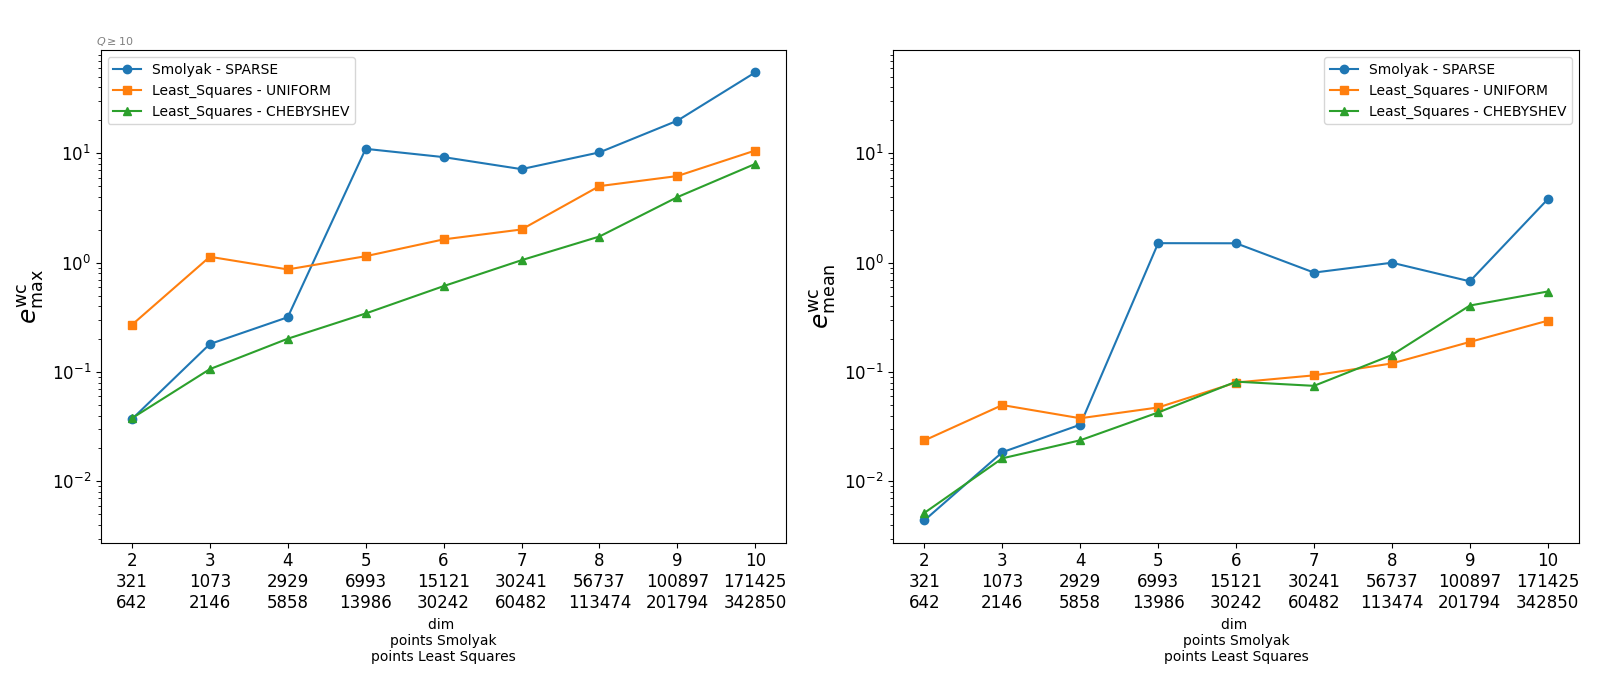 Q ≥ 10
Smolyak - SPARSE
Least_Squares - UNIFORM
Least_Squares - CHEBYSHEV
10^1
10^0
10^-1
10^-2
e^wc_max
2 3 4 5 6 7 8 9 10
321 1073 2929 6993 15121 30241 56737 100897 171425
642 2146 5858 13986 30242 60482 113474 201794 342850
dim
points Smolyak
points Least Squares
Smolyak - SPARSE
Least_Squares - UNIFORM
Least_Squares - CHEBYSHEV
10^1
10^0
10^-1
10^-2
e^wc_mean
2 3 4 5 6 7 8 9 10
321 1073 2929 6993 15121 30241 56737 100897 171425
642 2146 5858 13986 30242 60482 113474 201794 342850
dim
points Smolyak
points Least Squares